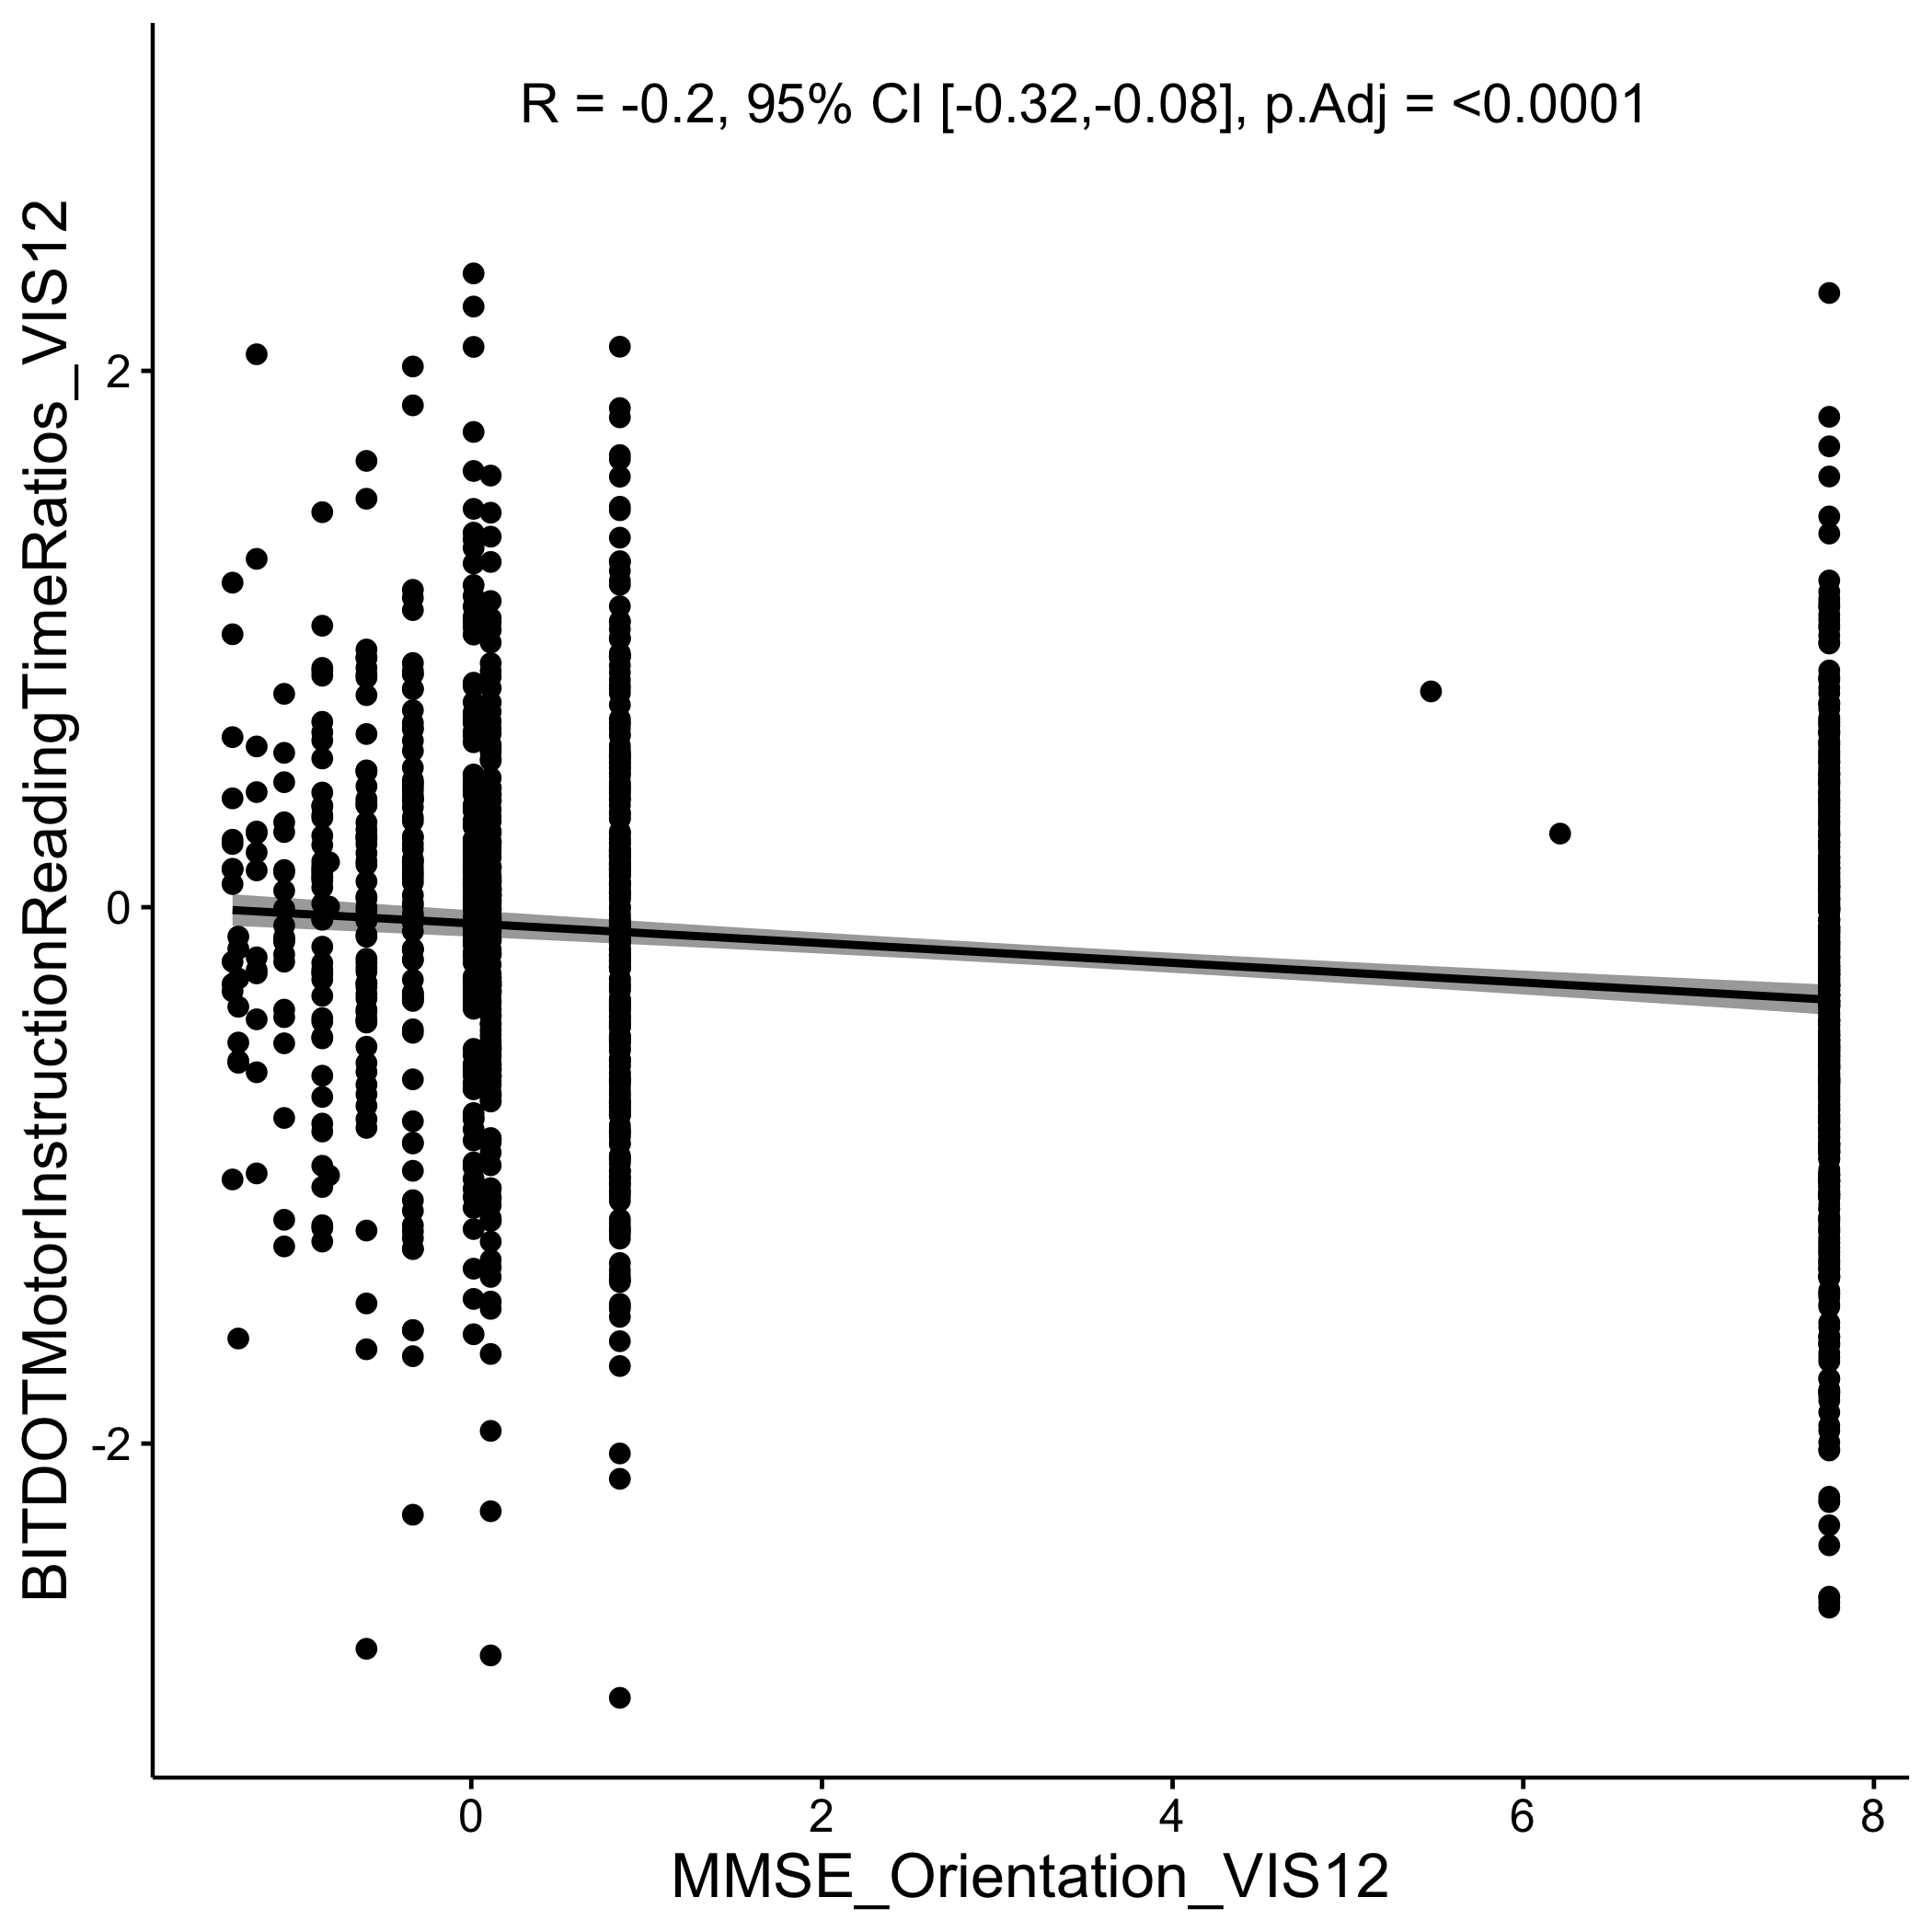 R = -0.2, 95% CI [-0.32,-0.08], p.Adj = <0.0001
BITDOTMotorInstructionReadingTimeRatios_VIS12
2
0
-2
0 2 4 6 8
MMSE_Orientation_VIS12